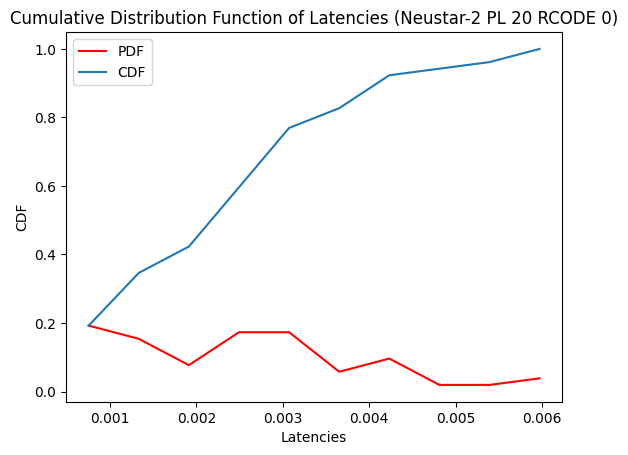 Cumulative Distribution Function of Latencies (Neustar-2 PL 20 RCODE 0)
PDF
CDF
1.0
0.8
0.6
0.4
0.2
0.0
CDF
0.001 0.002 0.003 0.004 0.005 0.006
Latencies